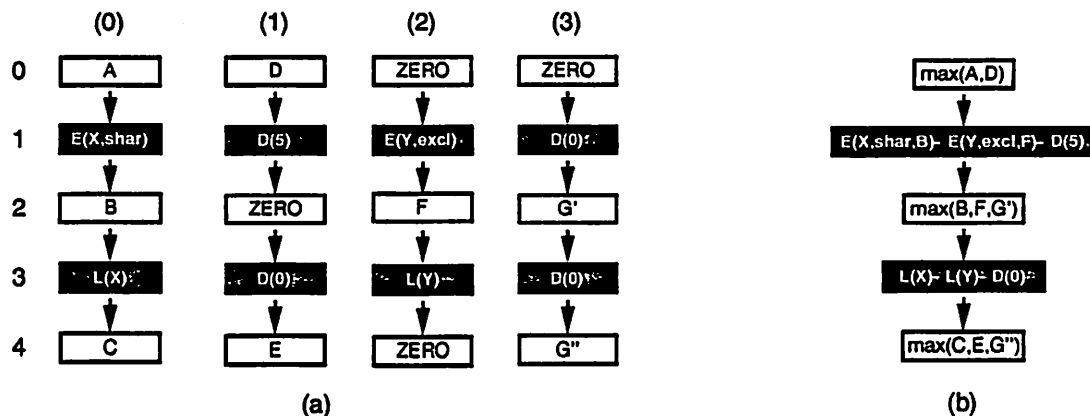 (0) (1) (2) (3)
0 A D ZERO ZERO max(A,D)
1 E(X,shar) D(5) E(Y,excl) D(0) E(X,shar,B)- E(Y,excl,F)- D(5)
2 B ZERO F G' max(B,F,G')
3 L(X) D(0) L(Y) D(0) L(X)- L(Y)- D(0)
4 C E ZERO G'' max(C,E,G'')
(a) (b)